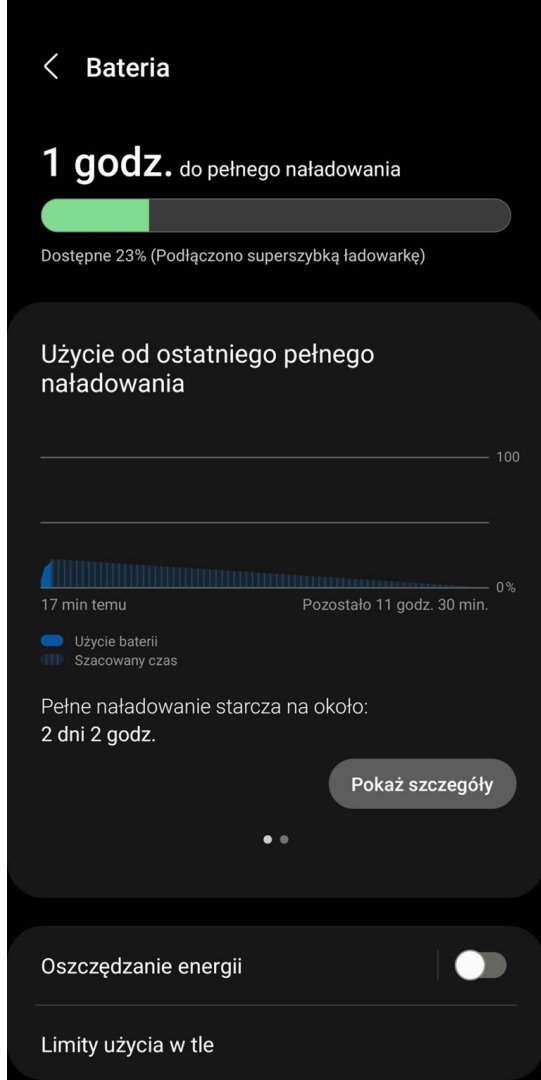 Bateria
1 godz. do pełnego naładowania
Dostępne 23% (Podłączono superszybką ładowarkę)
Użycie od ostatniego pełnego
naładowania
100
0%
17 min temu
Pozostało 11 godz. 30 min.
Użycie baterii
Szacowany czas
Pełne naładowanie starcza na około:
2 dni 2 godz.
Pokaż szczegóły
Oszczędzanie energii
Limity użycia w tle